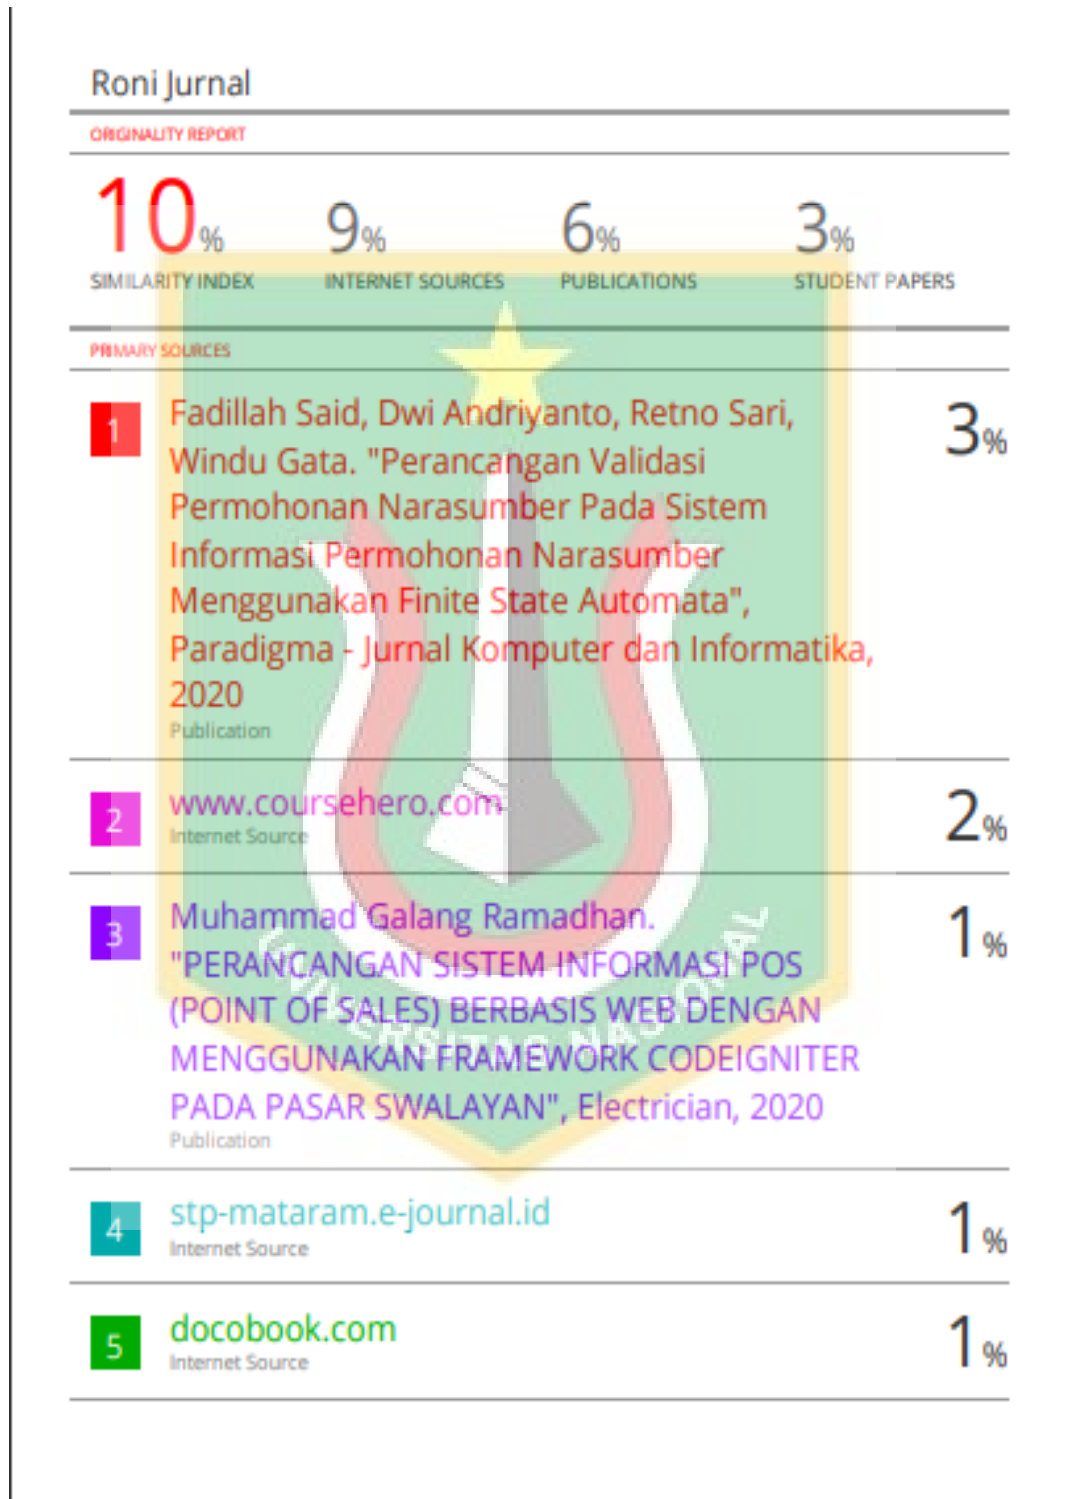 Roni Jurnal
ORIGINALITY REPORT
10% 9% 6% 3%
SIMILARITY INDEX INTERNET SOURCES PUBLICATIONS STUDENT PAPERS
PRIMARY SOURCES
1 Fadillah Said, Dwi Andriyanto, Retno Sari, 3%
Windu Gata. "Perancangan Validasi
Permohonan Narasumber Pada Sistem
Informasi Permohonan Narasumber
Menggunakan Finite State Automata",
Paradigma - Jurnal Komputer dan Informatika,
2020
Publication
2 www.coursehero.com 2%
Internet Source
3 Muhammad Galang Ramadhan. 1%
"PERANCANGAN SISTEM INFORMASI POS
(POINT OF SALES) BERBASIS WEB DENGAN
MENGGUNAKAN FRAMEWORK CODEIGNITER
PADA PASAR SWALAYAN", Electrician, 2020
Publication
UNIVERSITAS NASIONAL
4 stp-mataram.e-journal.id 1%
Internet Source
5 docobook.com 1%
Internet Source